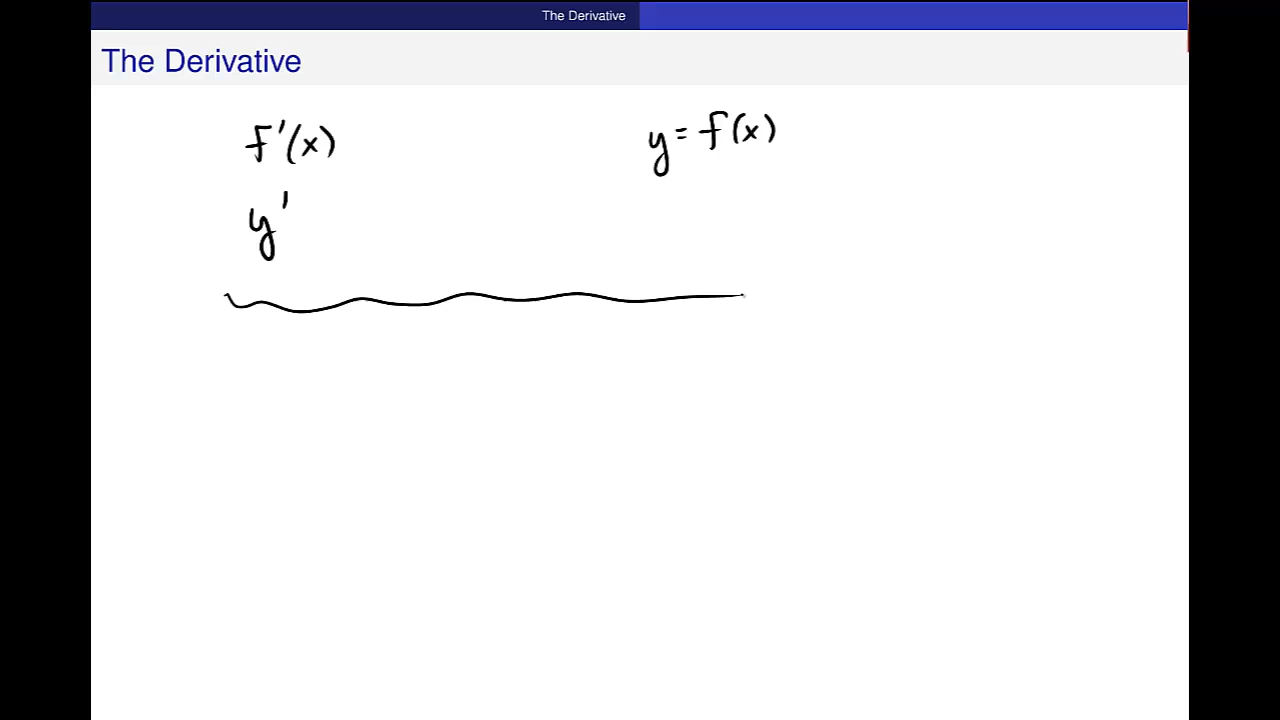 The Derivative
The Derivative
f'(x)
y = f(x)
y'